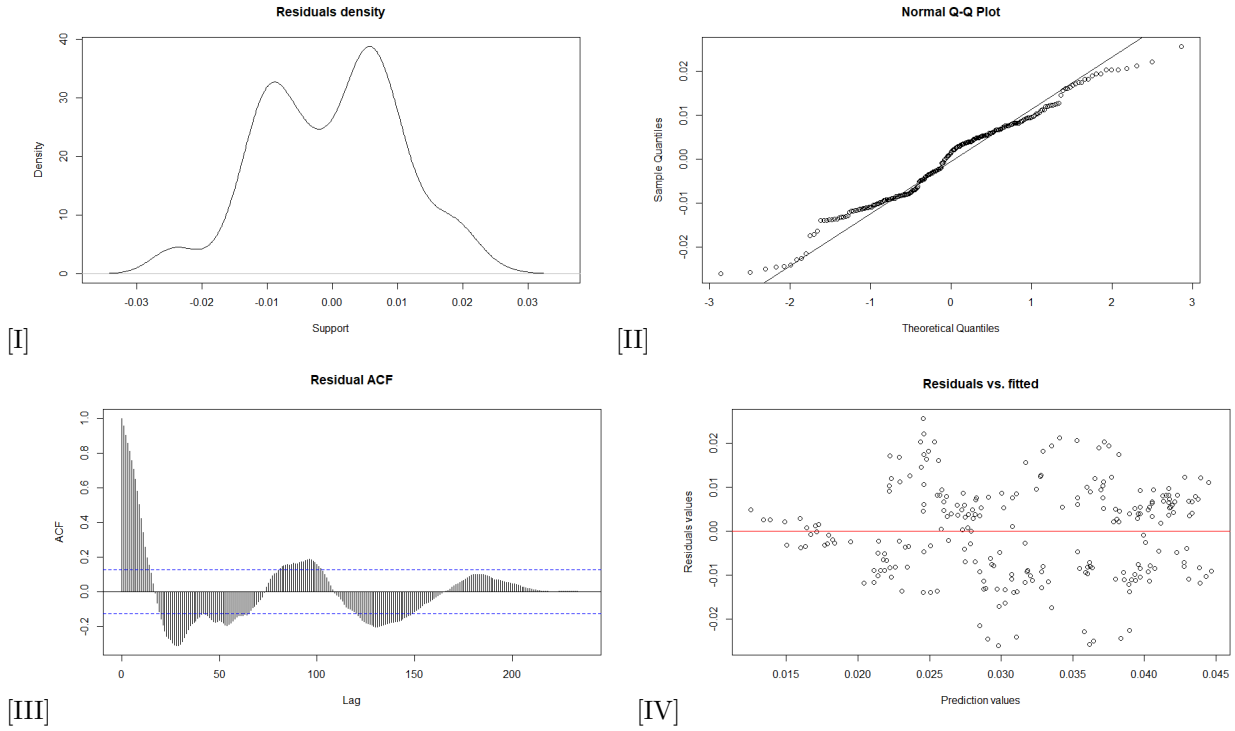 Residuals density
Density
40
30
20
10
0
-0.03 -0.02 -0.01 0.00 0.01 0.02 0.03
Support
[I]
Normal Q-Q Plot
Sample Quantiles
0.02
0.01
0.00
-0.01
-0.02
-3 -2 -1 0 1 2 3
Theoretical Quantiles
[II]
Residual ACF
ACF
1.0
0.8
0.6
0.4
0.2
0.0
-0.2
0 50 100 150 200
Lag
[III]
Residuals vs. fitted
Residuals values
0.02
0.01
0.00
-0.01
-0.02
0.015 0.020 0.025 0.030 0.035 0.040 0.045
Prediction values
[IV]